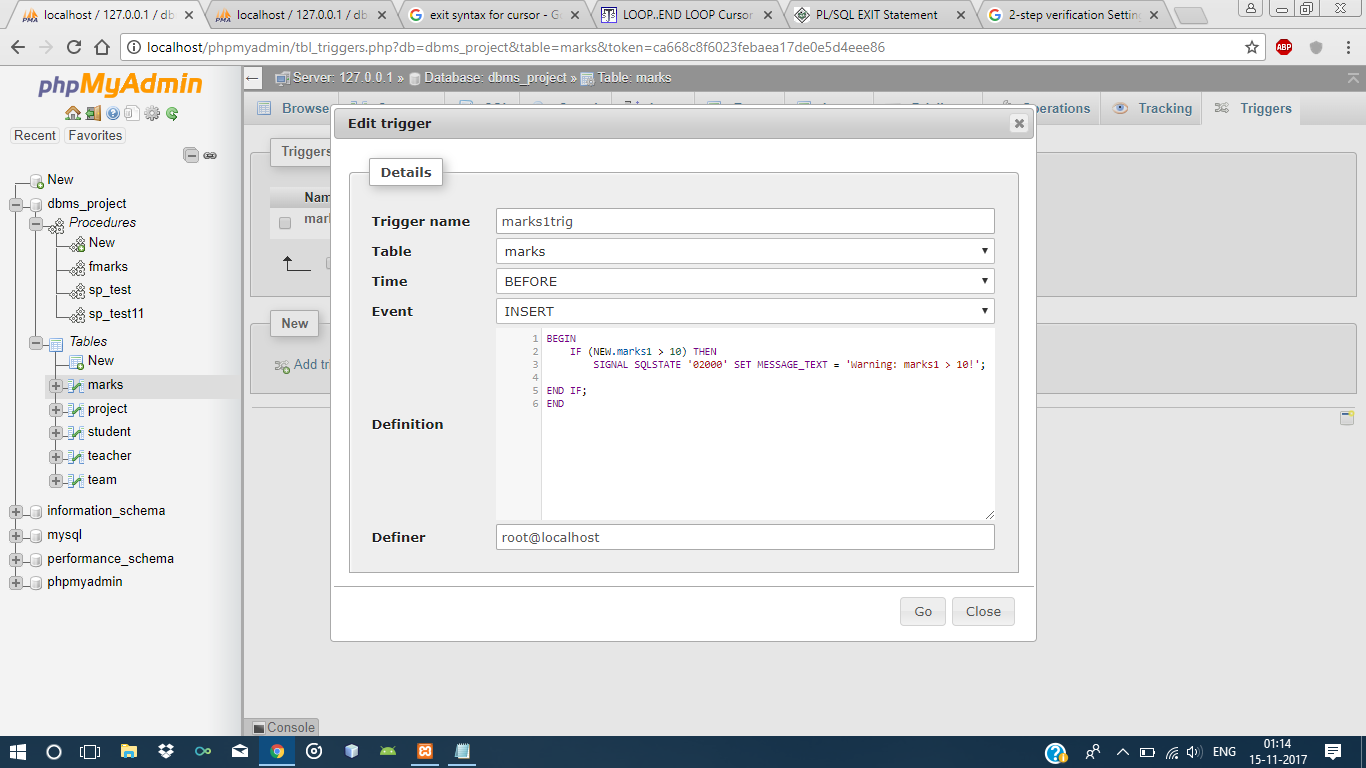 localhost / 127.0.0.1 / db
localhost / 127.0.0.1 / db
exit syntax for cursor - G
LOOP..END LOOP Cursor
PL/SQL EXIT Statement
2-step verification Settin
localhost/phpmyadmin/tbl_triggers.php?db=dbms_project&table=marks&token=ca668c8f6023febaea17de0e5d4eee86
ABP
phpMyAdmin
Recent
Favorites
New
dbms_project
Procedures
New
fmarks
sp_test
sp_test11
Tables
New
marks
project
student
teacher
team
information_schema
mysql
performance_schema
phpmyadmin
Server: 127.0.0.1 » Database: dbms_project » Table: marks
Browse
Operations
Tracking
Triggers
Triggers
Nam
mar
New
Add tr
Edit trigger
Details
Trigger name
marks1trig
Table
marks
Time
BEFORE
Event
INSERT
Definition
1 BEGIN
2 IF (NEW.marks1 > 10) THEN
3 SIGNAL SQLSTATE '02000' SET MESSAGE_TEXT = 'Warning: marks1 > 10!';
4
5 END IF;
6 END
Definer
root@localhost
Go
Close
Console
ENG
01:14
15-11-2017